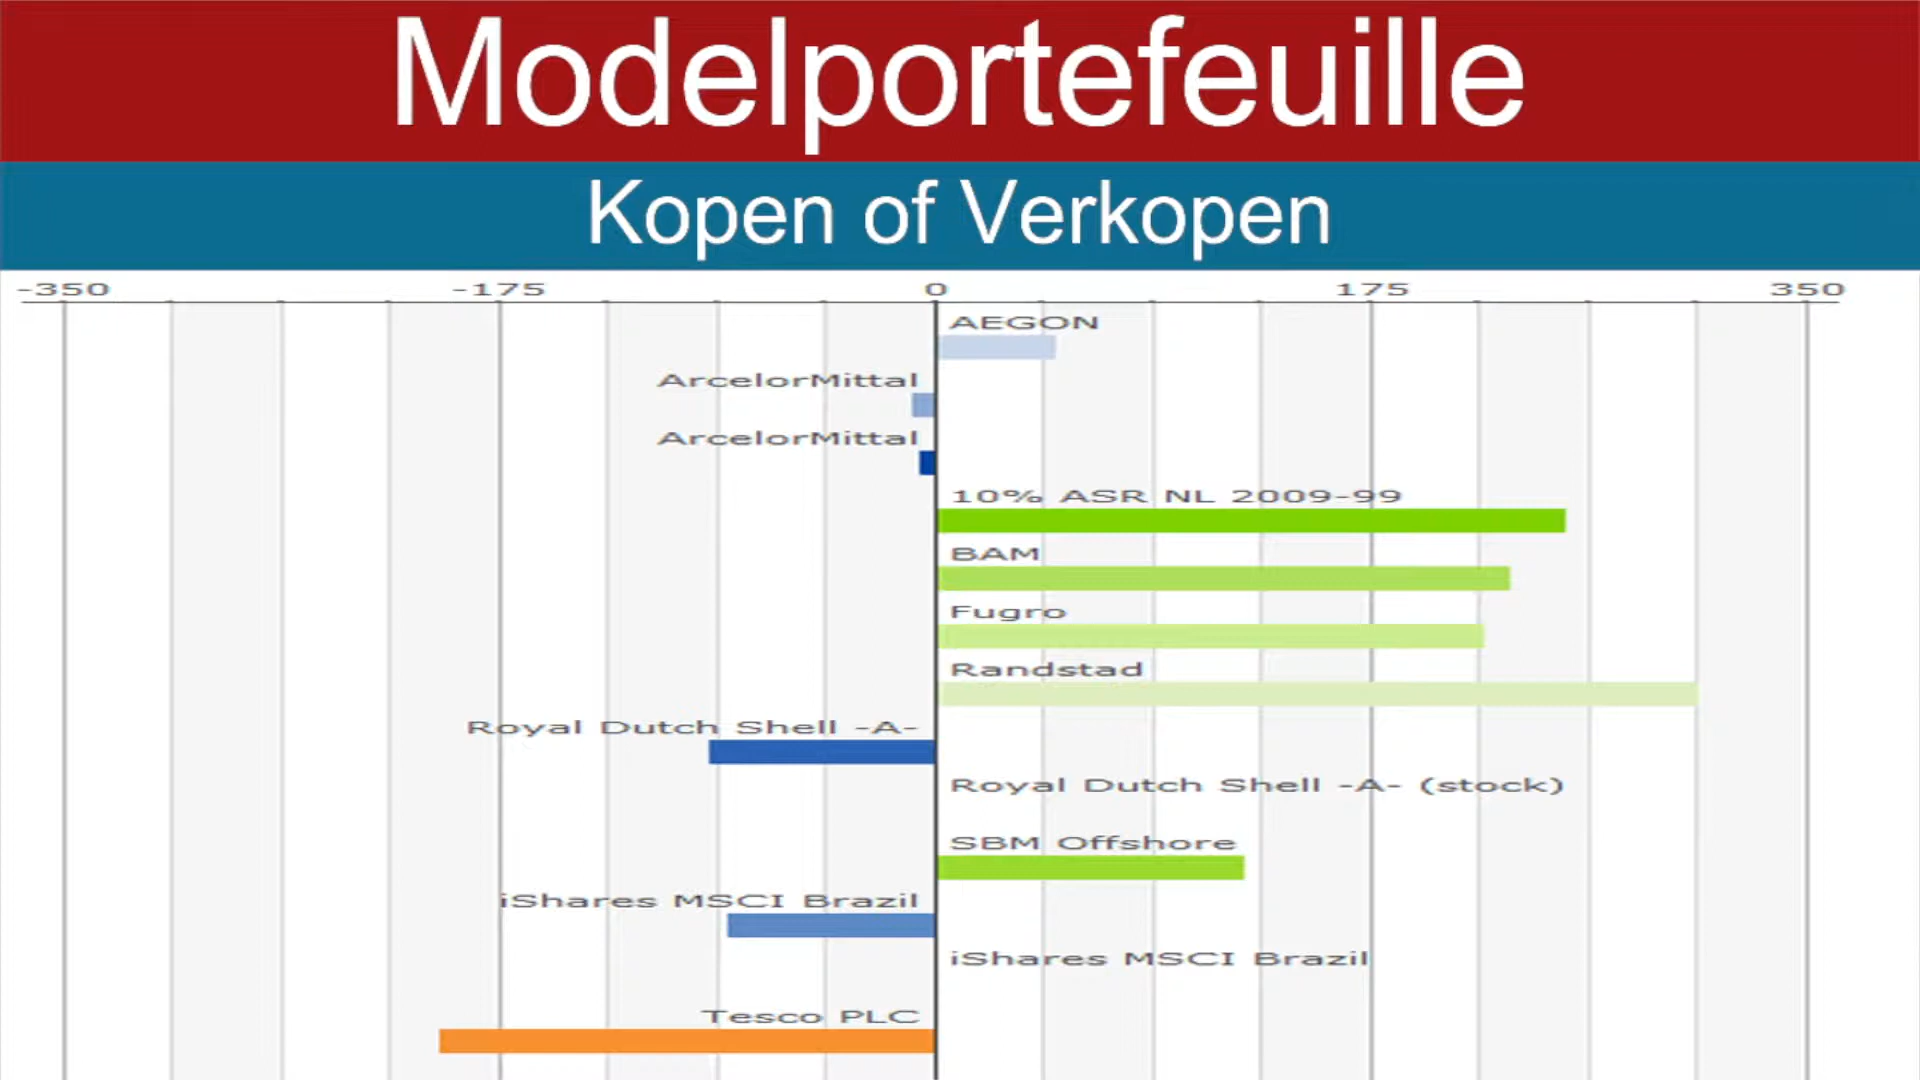 Modelportefeuille
Kopen of Verkopen
-350 -175 0 175 350
AEGON
ArcelorMittal
ArcelorMittal
10% ASR NL 2009-99
BAM
Fugro
Randstad
Royal Dutch Shell -A-
Royal Dutch Shell -A- (stock)
SBM Offshore
iShares MSCI Brazil
iShares MSCI Brazil
Tesco PLC